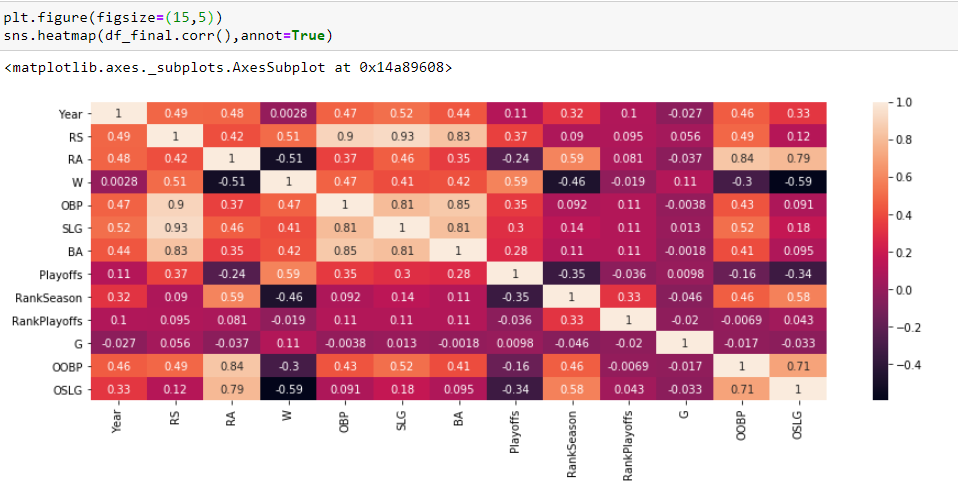 plt.figure(figsize=(15,5))
sns.heatmap(df_final.corr(),annot=True)
<matplotlib.axes._subplots.AxesSubplot at 0x14a89608>
Year 1 0.49 0.48 0.0028 0.47 0.52 0.44 0.11 0.32 0.1 -0.027 0.46 0.33
RS 0.49 1 0.42 0.51 0.9 0.93 0.83 0.37 0.09 0.095 0.056 0.49 0.12
RA 0.48 0.42 1 -0.51 0.37 0.46 0.35 -0.24 0.59 0.081 -0.037 0.84 0.79
W 0.0028 0.51 -0.51 1 0.47 0.41 0.42 0.59 -0.46 -0.019 0.11 -0.3 -0.59
OBP 0.47 0.9 0.37 0.47 1 0.81 0.85 0.35 0.092 0.11 -0.0038 0.43 0.091
SLG 0.52 0.93 0.46 0.41 0.81 1 0.81 0.3 0.14 0.11 0.013 0.52 0.18
BA 0.44 0.83 0.35 0.42 0.85 0.81 1 0.28 0.11 0.11 -0.0018 0.41 0.095
Playoffs 0.11 0.37 -0.24 0.59 0.35 0.3 0.28 1 -0.35 -0.036 0.0098 -0.16 -0.34
RankSeason 0.32 0.09 0.59 -0.46 0.092 0.14 0.11 -0.35 1 0.33 -0.046 0.46 0.58
RankPlayoffs 0.1 0.095 0.081 -0.019 0.11 0.11 0.11 -0.036 0.33 1 -0.02 -0.0069 0.043
G -0.027 0.056 -0.037 0.11 -0.0038 0.013 -0.0018 0.0098 -0.046 -0.02 1 -0.017 -0.033
OOBP 0.46 0.49 0.84 -0.3 0.43 0.52 0.41 -0.16 0.46 -0.0069 -0.017 1 0.71
OSLG 0.33 0.12 0.79 -0.59 0.091 0.18 0.095 -0.34 0.58 0.043 -0.033 0.71 1
Year RS RA W OBP SLG BA Playoffs RankSeason RankPlayoffs G OOBP OSLG
1.0
0.8
0.6
0.4
0.2
0.0
−0.2
−0.4